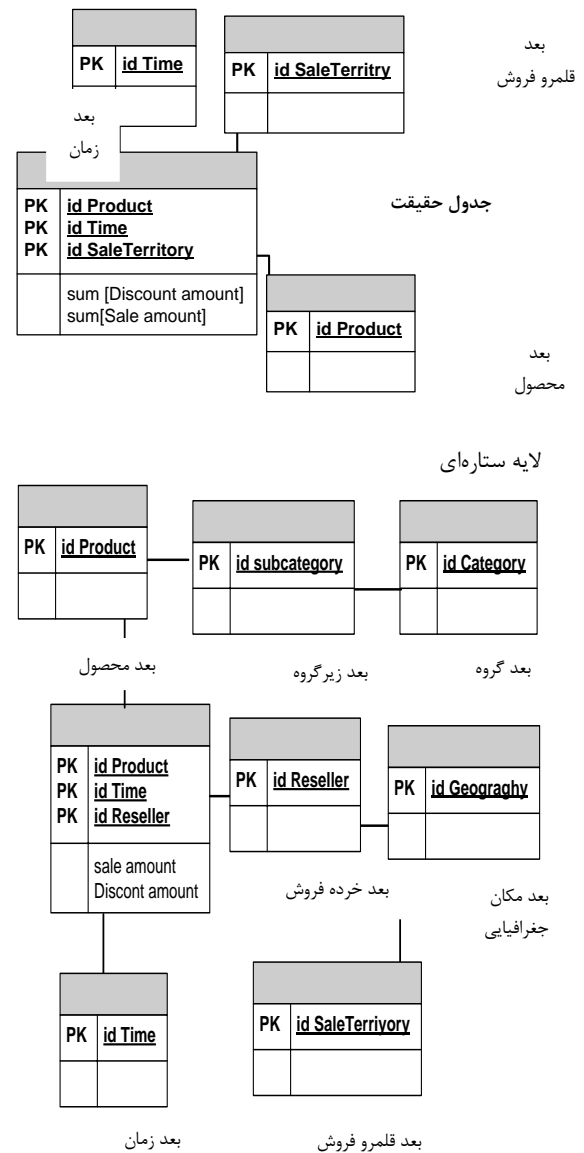 PK id Time
PK id SaleTerritry
بعد
قلمرو فروش
بعد
زمان
PK id Product
PK id Time
PK id SaleTerritory
sum [Discount amount]
sum[Sale amount]
جدول حقیقت
PK id Product
بعد
محصول
لایه ستاره‌ای
PK id Product
PK id subcategory
PK id Category
بعد محصول
بعد زیرگروه
بعد گروه
PK id Product
PK id Time
PK id Reseller
sale amount
Discont amount
PK id Reseller
PK id Geograghy
بعد خرده فروش
بعد مکان
جغرافیایی
PK id Time
PK id SaleTerriyory
بعد زمان
بعد قلمرو فروش